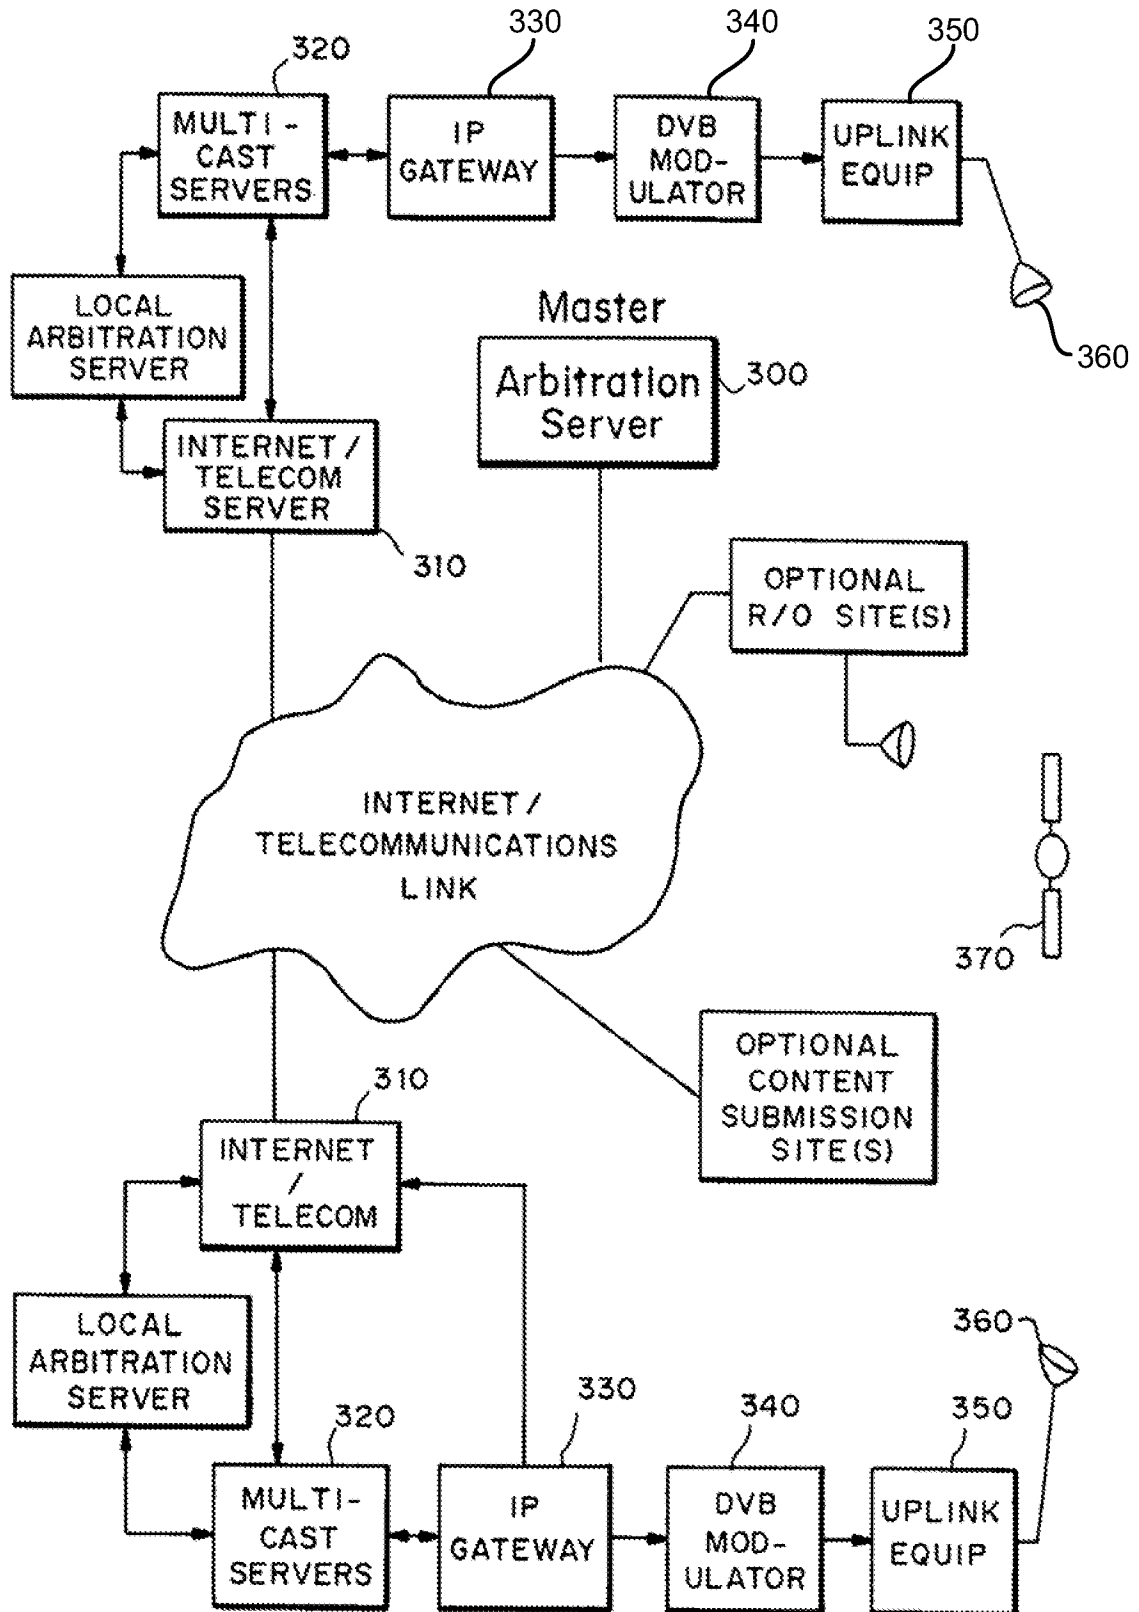 320
330
340
350
MULTI-
CAST
SERVERS
IP
GATEWAY
DVB
MOD-
ULATOR
UPLINK
EQUIP
LOCAL
ARBITRATION
SERVER
Master
Arbitration
Server
300
360
INTERNET/
TELECOM
SERVER
310
OPTIONAL
R/O SITE(S)
INTERNET/
TELECOMMUNICATIONS
LINK
370
OPTIONAL
CONTENT
SUBMISSION
SITE(S)
310
INTERNET
/
TELECOM
LOCAL
ARBITRATION
SERVER
320
330
340
350
360
MULTI-
CAST
SERVERS
IP
GATEWAY
DVB
MOD-
ULATOR
UPLINK
EQUIP